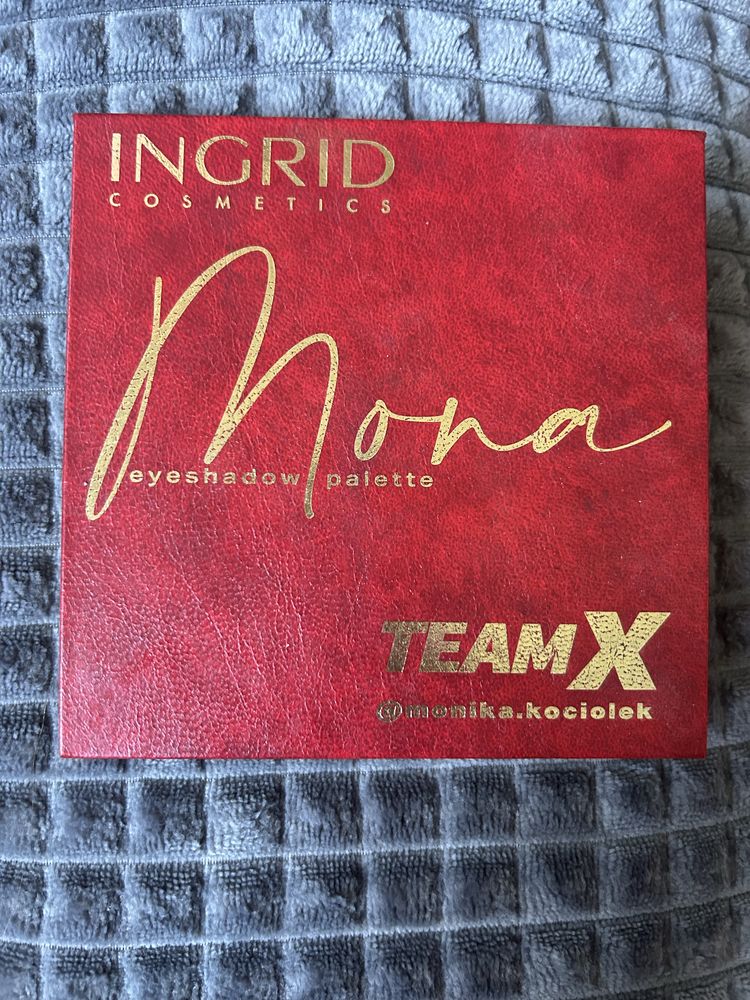 INGRID
COSMETICS
Mona
eyeshadow palette
TEAM X
@monika.kociolek